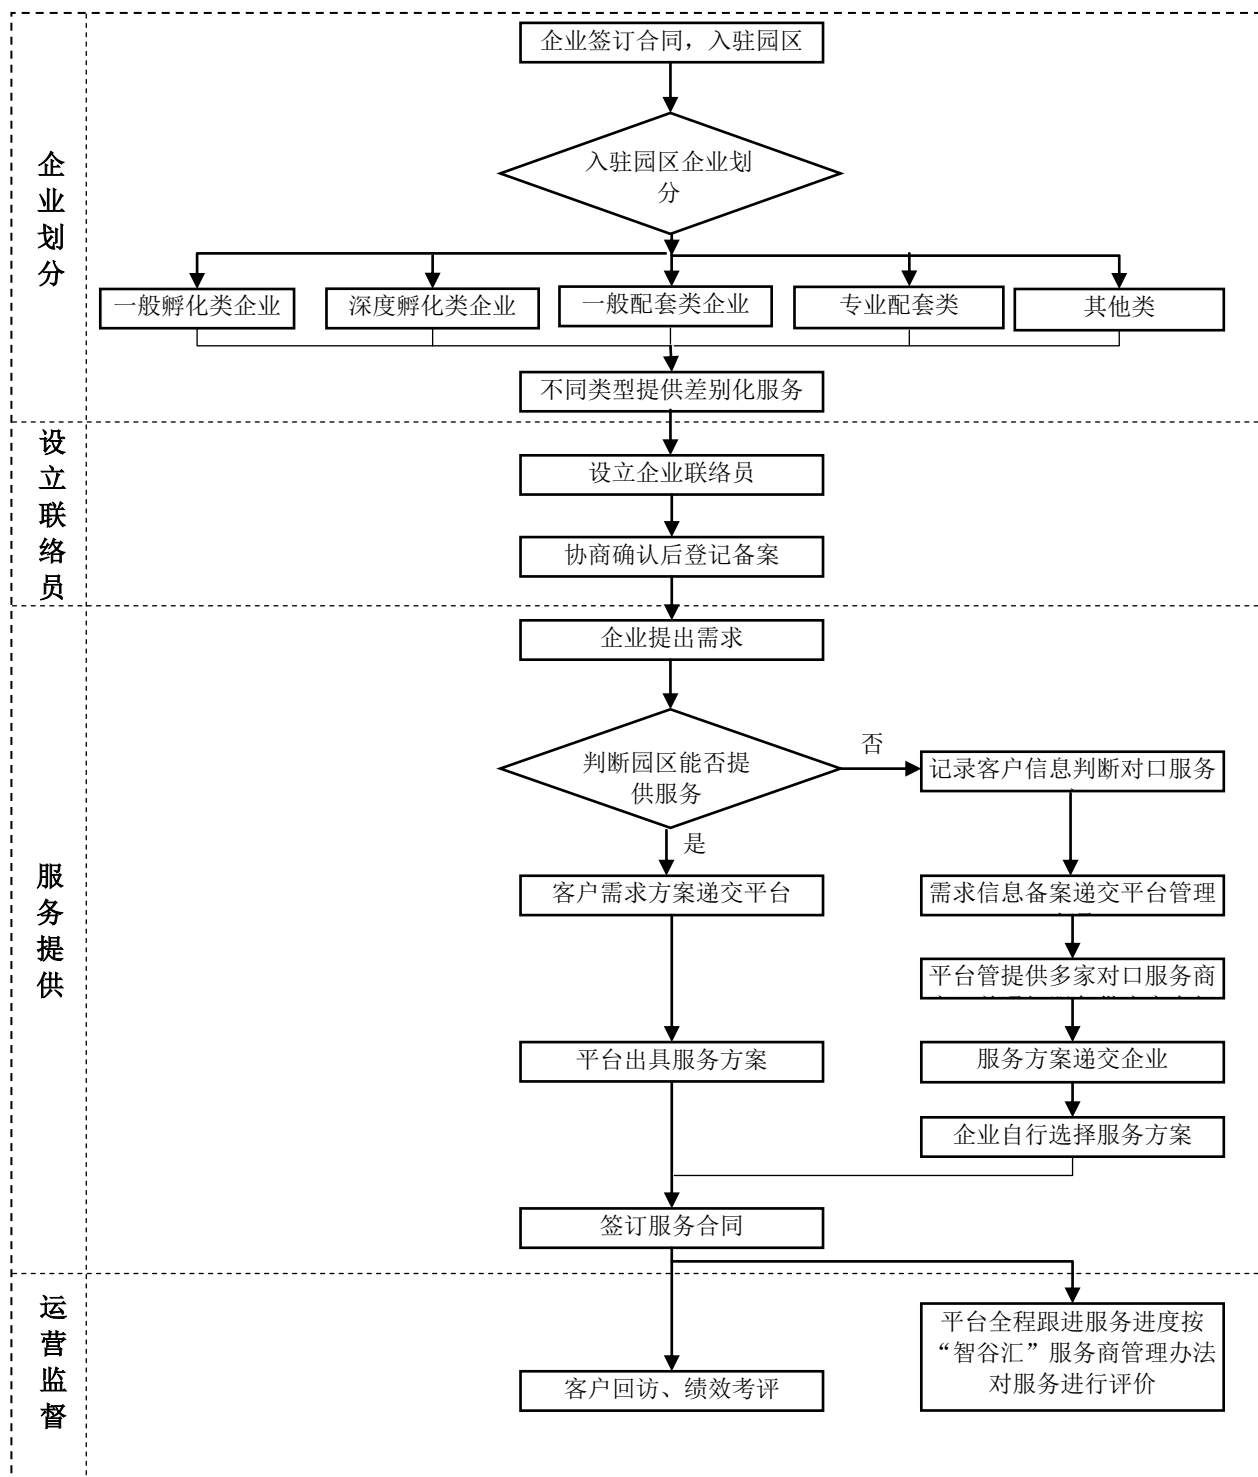 企业划分
企业签订合同，入驻园区
入驻园区企业划
分
一般孵化类企业
深度孵化类企业
一般配套类企业
专业配套类
其他类
不同类型提供差别化服务
设立联络员
设立企业联络员
协商确认后登记备案
服务提供
企业提出需求
判断园区能否提
供服务
否
记录客户信息判断对口服务
是
客户需求方案递交平台
需求信息备案递交平台管理
平台管提供多家对口服务商
平台出具服务方案
服务方案递交企业
企业自行选择服务方案
签订服务合同
运营监督
平台全程跟进服务进度按
“智谷汇”服务商管理办法
对服务进行评价
客户回访、绩效考评